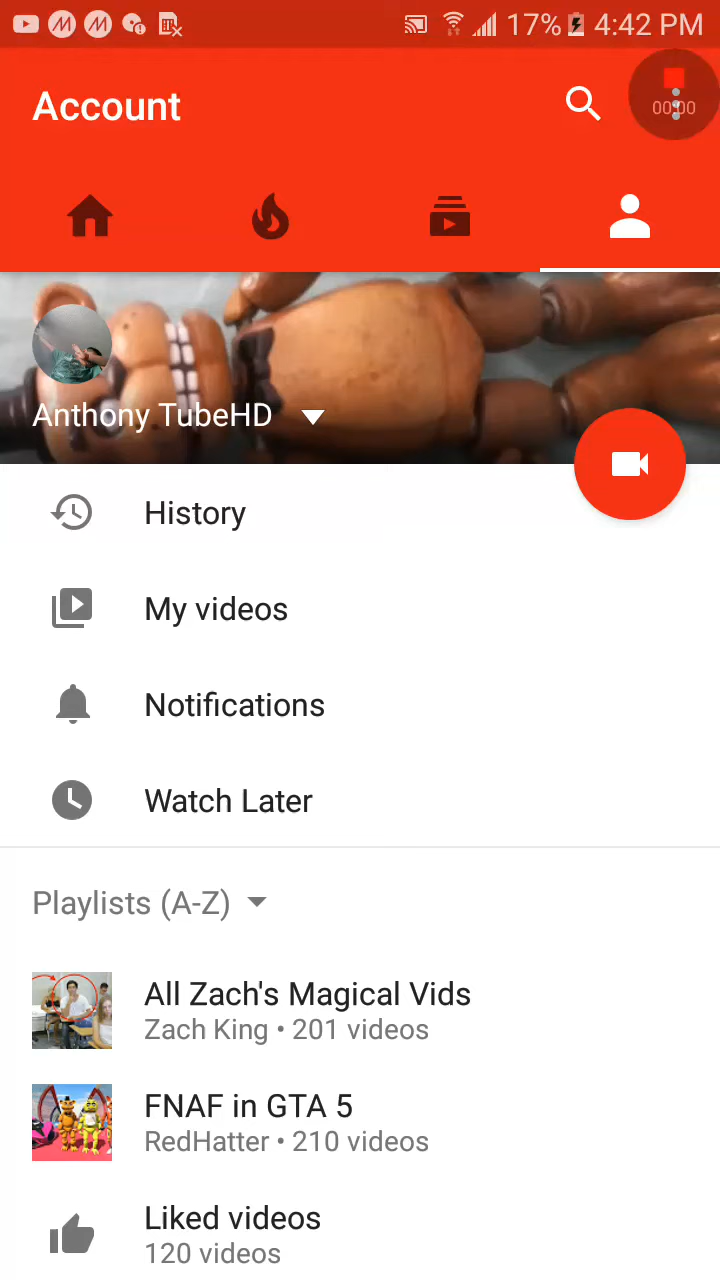 17% 4:42 PM
Account
00:00
Anthony TubeHD
History
My videos
Notifications
Watch Later
Playlists (A-Z)
All Zach's Magical Vids
Zach King • 201 videos
FNAF in GTA 5
RedHatter • 210 videos
Liked videos
120 videos